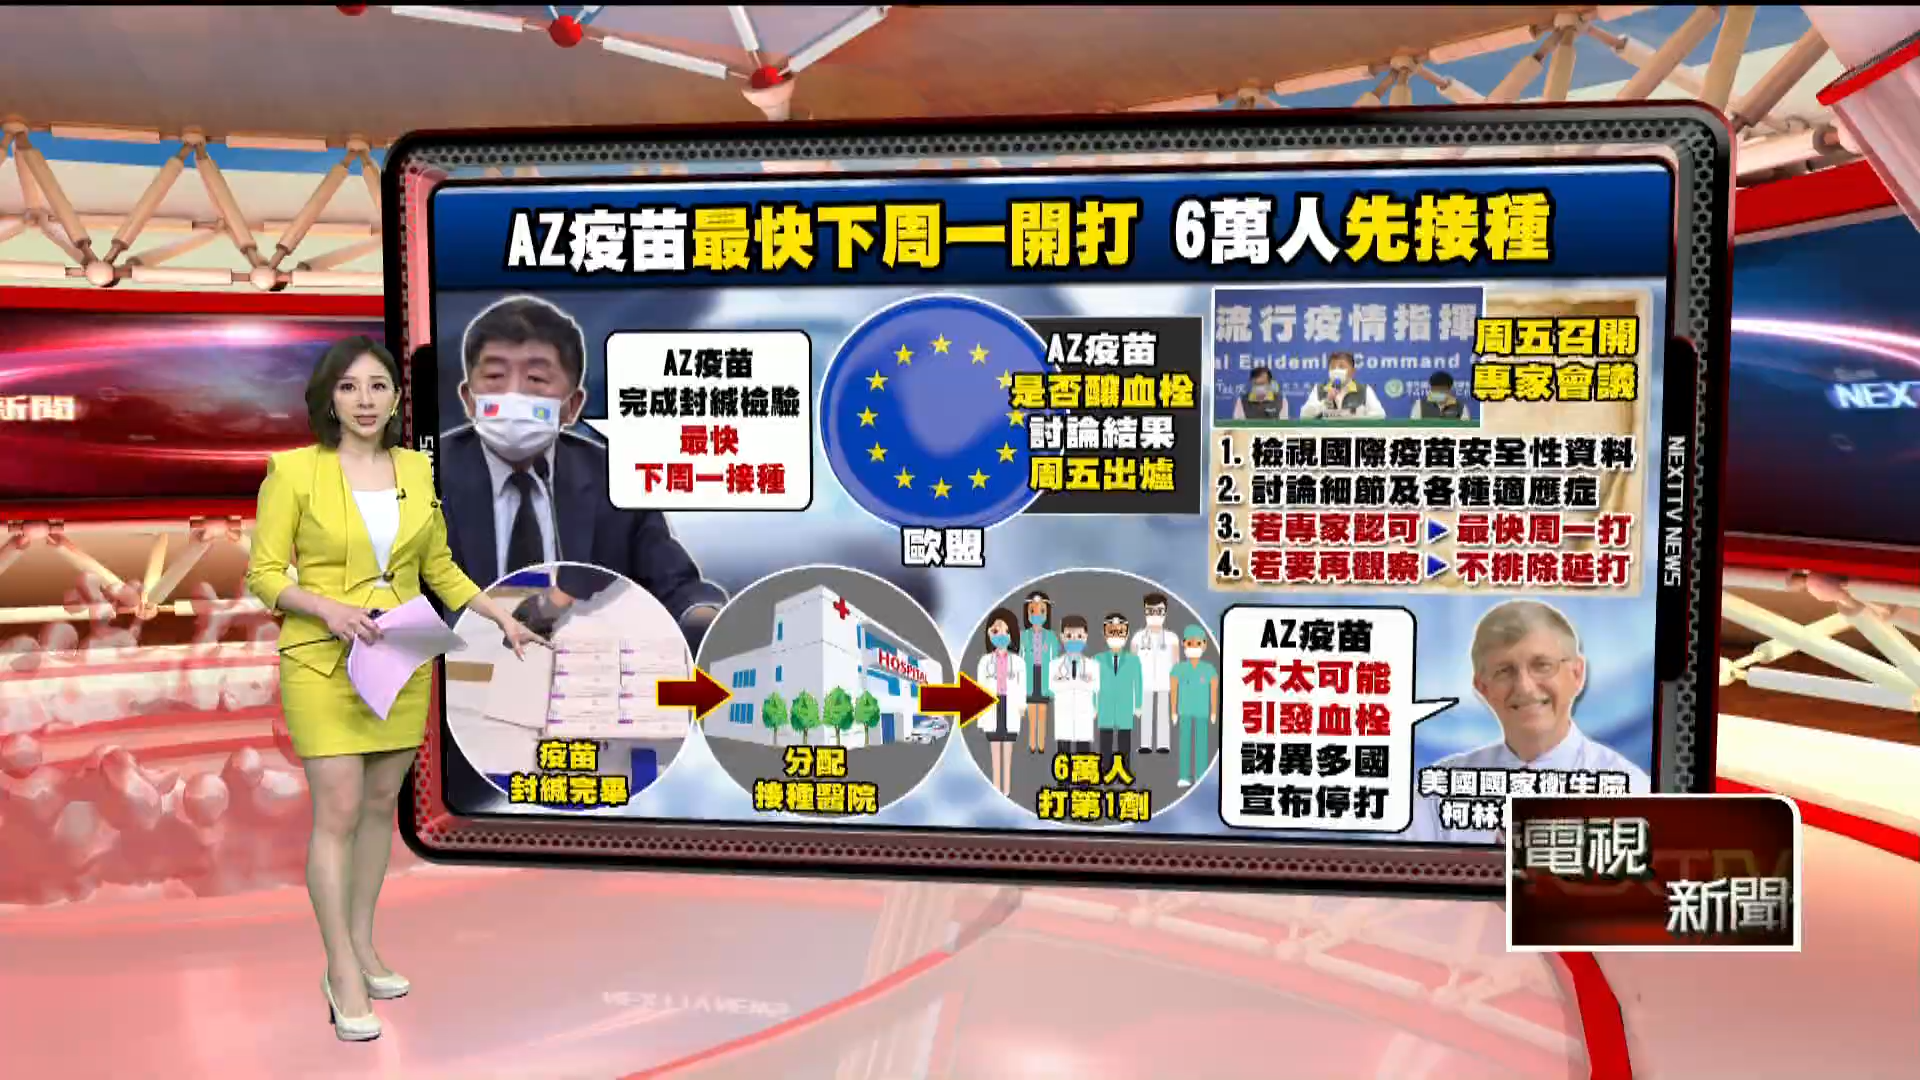 AZ疫苗最快下周一開打 6萬人先接種
AZ疫苗
完成封緘檢驗
最快
下周一接種
AZ疫苗
是否釀血栓
討論結果
周五出爐
歐盟
流行疫情指揮
al Epidemic Command
周五召開
專家會議
1. 檢視國際疫苗安全性資料
2. 討論細節及各種適應症
3. 若專家認可▶最快周一打
4. 若要再觀察▶不排除延打
疫苗
封緘完畢
HOSPITAL
分配
接種醫院
6萬人
打第1劑
AZ疫苗
不太可能
引發血栓
訝異多國
宣布停打
美國國家衛生院
柯林
新聞
NEXT
NEXTTV NEWS
電視
新聞